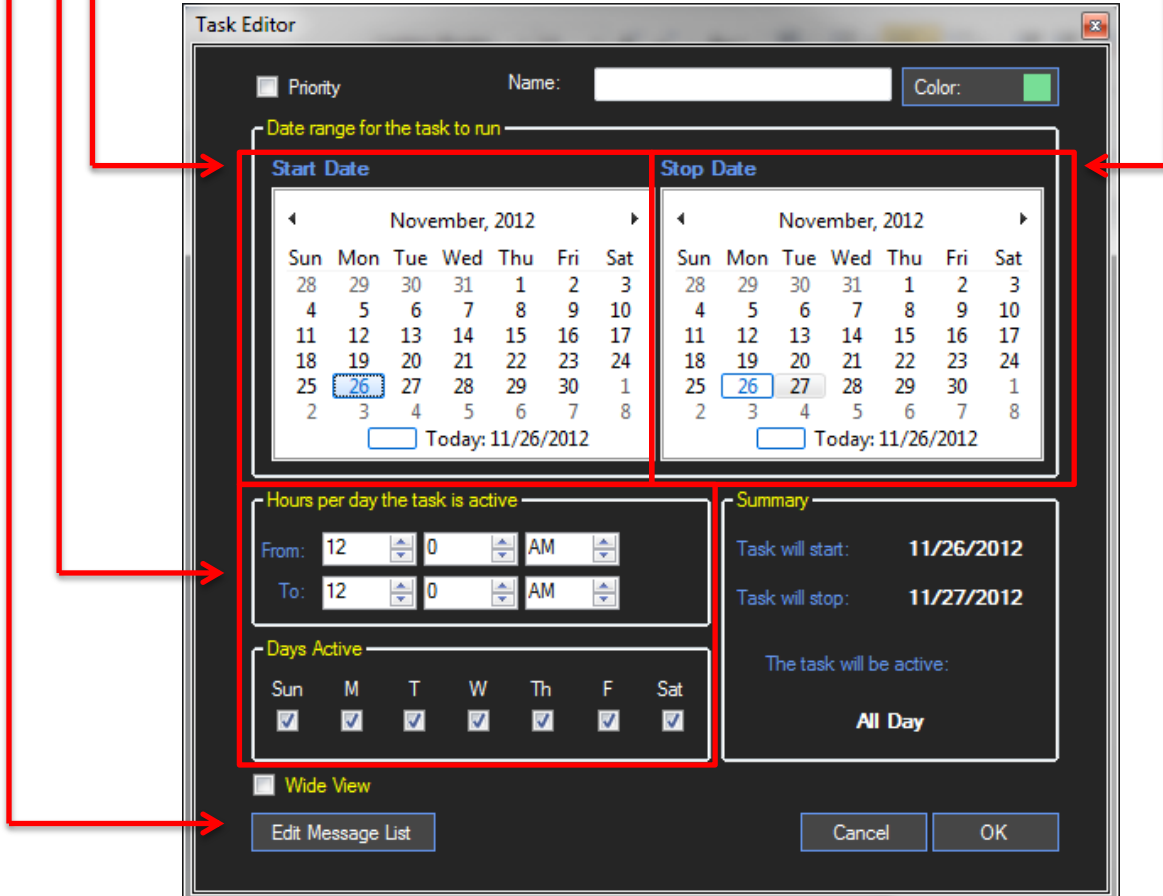 Task Editor
Priority Name: Color:
Date range for the task to run
Start Date Stop Date
November, 2012 November, 2012
Sun Mon Tue Wed Thu Fri Sat Sun Mon Tue Wed Thu Fri Sat
28 29 30 31 1 2 3 28 29 30 31 1 2 3
4 5 6 7 8 9 10 4 5 6 7 8 9 10
11 12 13 14 15 16 17 11 12 13 14 15 16 17
18 19 20 21 22 23 24 18 19 20 21 22 23 24
25 26 27 28 29 30 1 25 26 27 28 29 30 1
2 3 4 5 6 7 8 2 3 4 5 6 7 8
Today: 11/26/2012 Today: 11/26/2012
Hours per day the task is active Summary
From: 12 0 AM Task will start: 11/26/2012
To: 12 0 AM Task will stop: 11/27/2012
Days Active
The task will be active:
Sun M T W Th F Sat
All Day
Wide View
Edit Message List Cancel OK